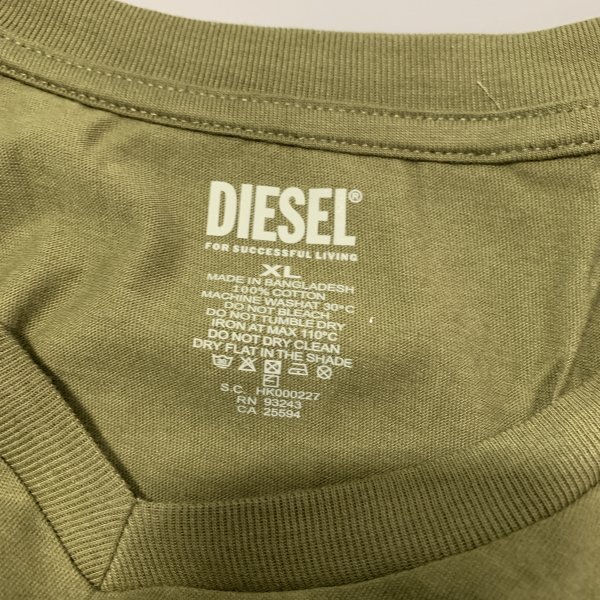 DIESEL®
FOR SUCCESSFUL LIVING
XL
MADE IN BANGLADESH
100% COTTON
MACHINE WASHAT 30°C
DO NOT BLEACH
DO NOT TUMBLE DRY
IRON AT MAX 110°C
DO NOT DRY CLEAN
DRY FLAT IN THE SHADE
S.C. HK000227
RN 93243
CA 25594